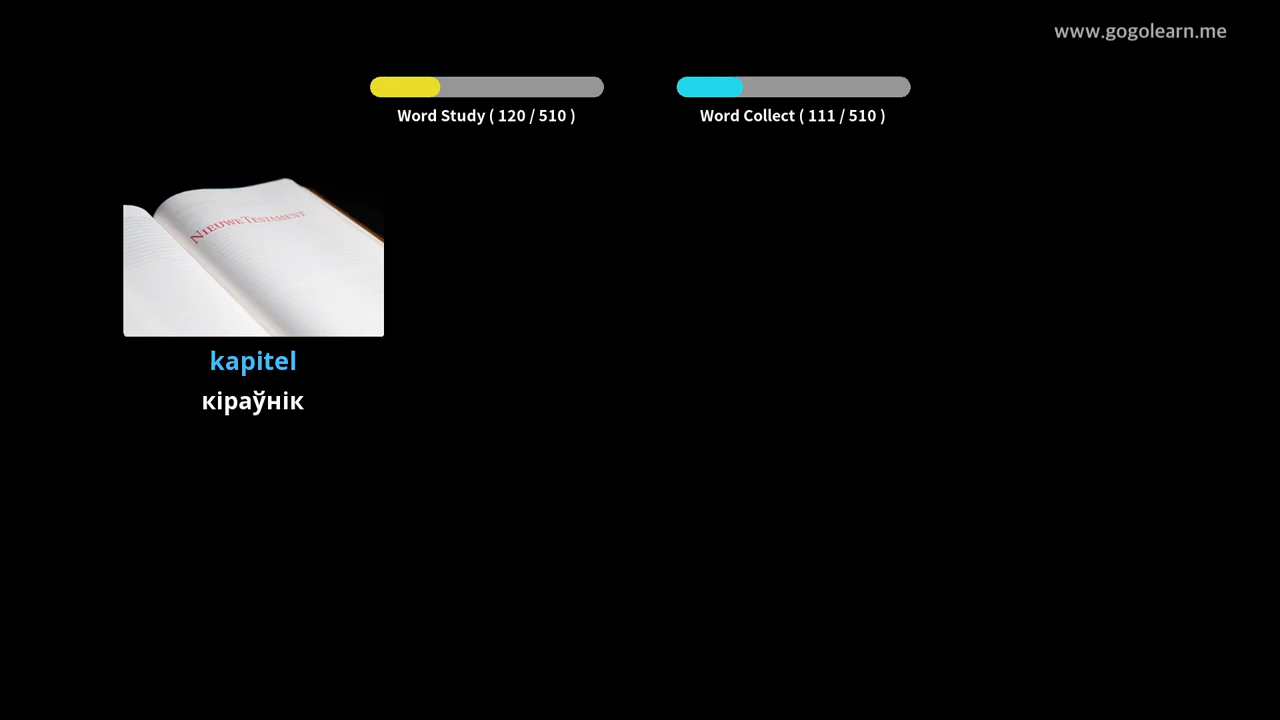 www.gogolearn.me
Word Study ( 120 / 510 )
Word Collect ( 111 / 510 )
NIEUWE TESTAMENT
kapitel
кіраўнік